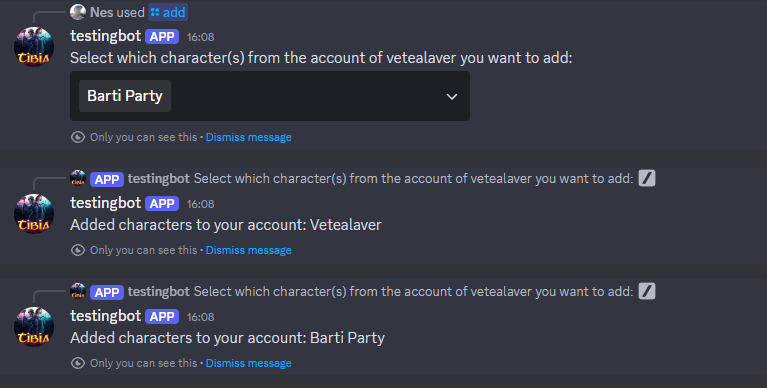 Nes used add
testingbot APP 16:08
Select which character(s) from the account of vetealaver you want to add:
Barti Party
Only you can see this • Dismiss message
APP testingbot Select which character(s) from the account of vetealaver you want to add:
testingbot APP 16:08
Added characters to your account: Vetealaver
Only you can see this • Dismiss message
APP testingbot Select which character(s) from the account of vetealaver you want to add:
testingbot APP 16:08
Added characters to your account: Barti Party
Only you can see this • Dismiss message
TIBIA
TIBIA
TIBIA